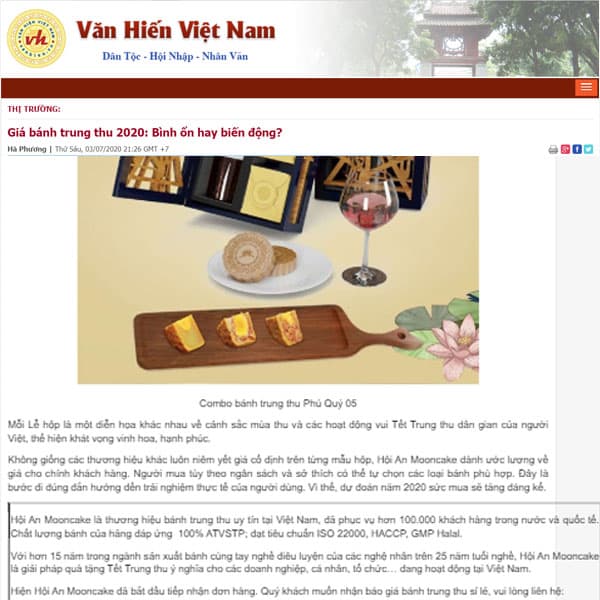 vh
Văn Hiến Việt Nam
Dân Tộc - Hội Nhập - Nhân Văn
THỊ TRƯỜNG:
Giá bánh trung thu 2020: Bình ổn hay biến động?
Hà Phương | Thứ Sáu, 03/07/2020 21:26 GMT +7
Combo bánh trung thu Phú Quý 05
Mỗi Lễ hộp là một diễn họa khác nhau về cảnh sắc mùa thu và các hoạt động vui Tết Trung thu dân gian của người
Việt, thể hiện khát vọng vinh hoa, hạnh phúc.
Không giống các thương hiệu khác luôn niêm yết giá cố định trên từng mẫu hộp, Hội An Mooncake dành ước lượng về
giá cho chính khách hàng. Người mua tùy theo ngân sách và sở thích có thể tự chọn các loại bánh phù hợp. Đây là
bước đi đúng đắn hướng đến trải nghiệm thực tế của người dùng. Vì thế, dự đoán năm 2020 sức mua sẽ tăng đáng kể.
Hội An Mooncake là thương hiệu bánh trung thu uy tín tại Việt Nam, đã phục vụ hơn 100.000 khách hàng trong nước và quốc tế.
Chất lượng bánh của hãng đáp ứng 100% ATVSTP; đạt tiêu chuẩn ISO 22000, HACCP, GMP Halal.
Với hơn 15 năm trong ngành sản xuất bánh cùng tay nghề điêu luyện của các nghệ nhân trên 25 năm tuổi nghề, Hội An Mooncake
là giải pháp quà tặng Tết Trung thu ý nghĩa cho các doanh nghiệp, cá nhân, tổ chức… đang hoạt động tại Việt Nam.
Hiện Hội An Mooncake đã bắt đầu tiếp nhận đơn hàng. Quý khách muốn nhận báo giá bánh trung thu sỉ lẻ, vui lòng liên hệ: